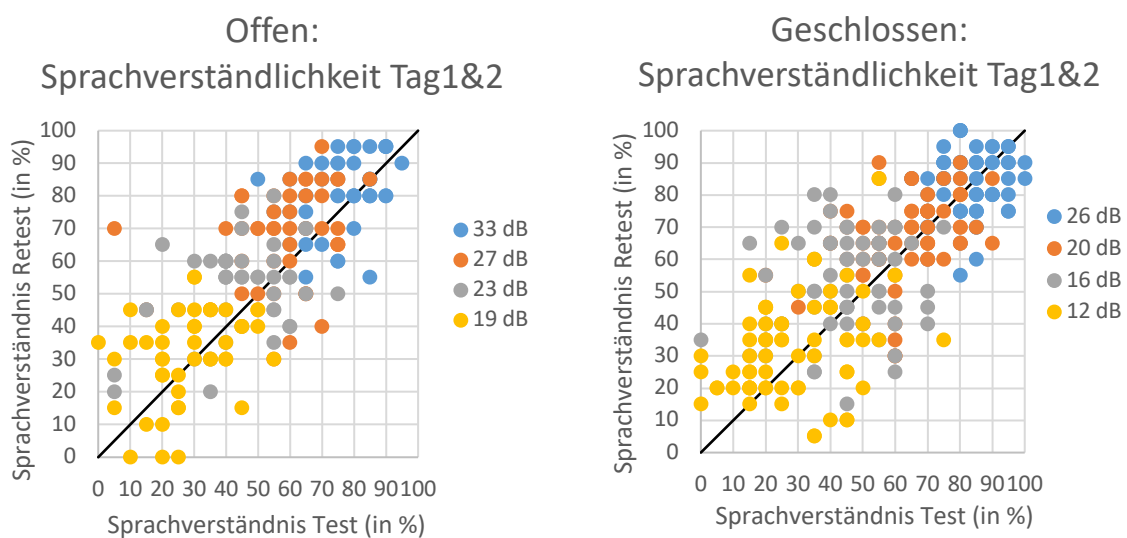 Offen:
Sprachverständlichkeit Tag1&2
Sprachverständnis Retest (in %)
100
90
80
70
60
50
40
30
20
10
0
0 10 20 30 40 50 60 70 80 90 100
Sprachverständnis Test (in %)
33 dB
27 dB
23 dB
19 dB
Geschlossen:
Sprachverständlichkeit Tag1&2
Sprachverständnis Retest (in %)
100
90
80
70
60
50
40
30
20
10
0
0 10 20 30 40 50 60 70 80 90 100
Sprachverständnis Test (in %)
26 dB
20 dB
16 dB
12 dB